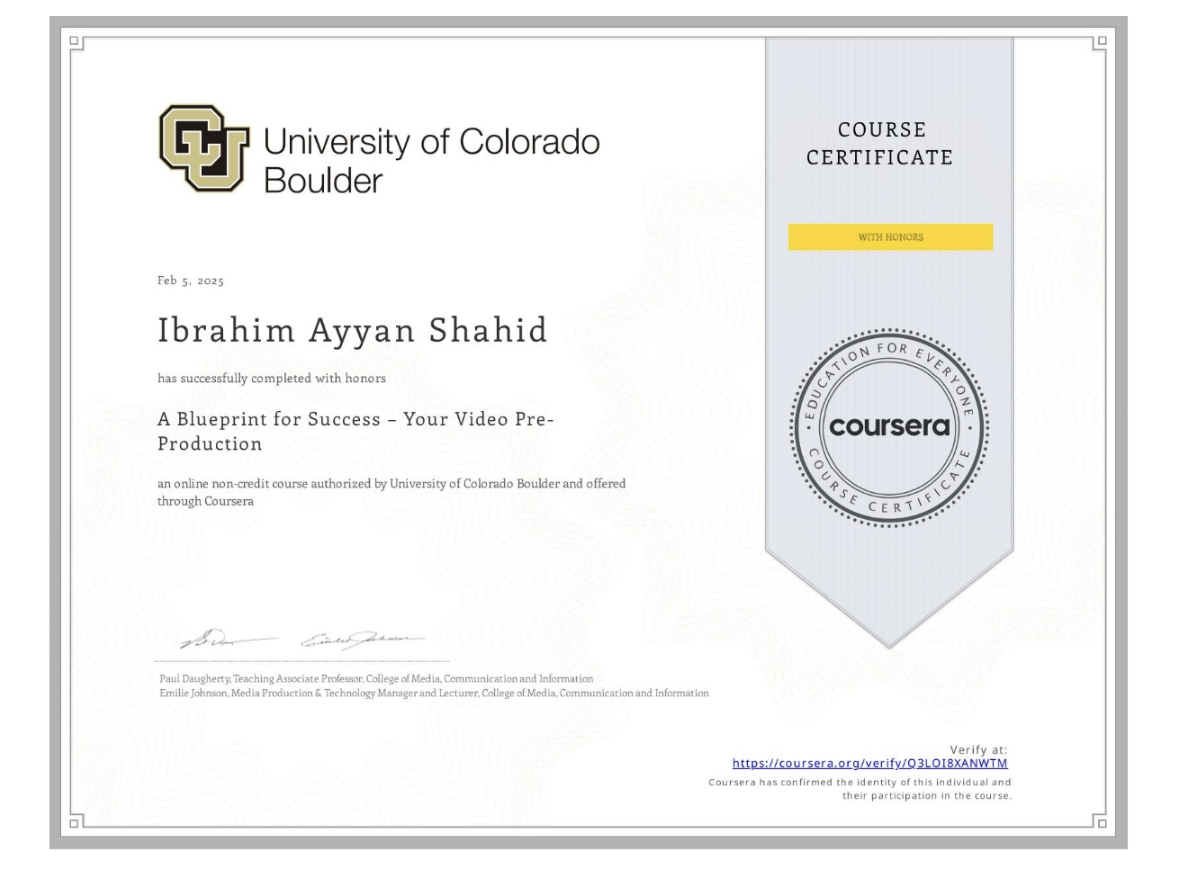 University of Colorado
Boulder
COURSE
CERTIFICATE
WITH HONORS
Feb 5, 2025
Ibrahim Ayyan Shahid
has successfully completed with honors
A Blueprint for Success – Your Video Pre-
Production
an online non-credit course authorized by University of Colorado Boulder and offered
through Coursera
EDUCATION FOR EVERYONE
coursera
COURSE CERTIFICATE
Paul Daugherty, Teaching Associate Professor, College of Media, Communication and Information
Emilie Johnson, Media Production & Technology Manager and Lecturer, College of Media, Communication and Information
Verify at:
https://coursera.org/verify/Q3LOI8XANWTM
Coursera has confirmed the identity of this individual and
their participation in the course.